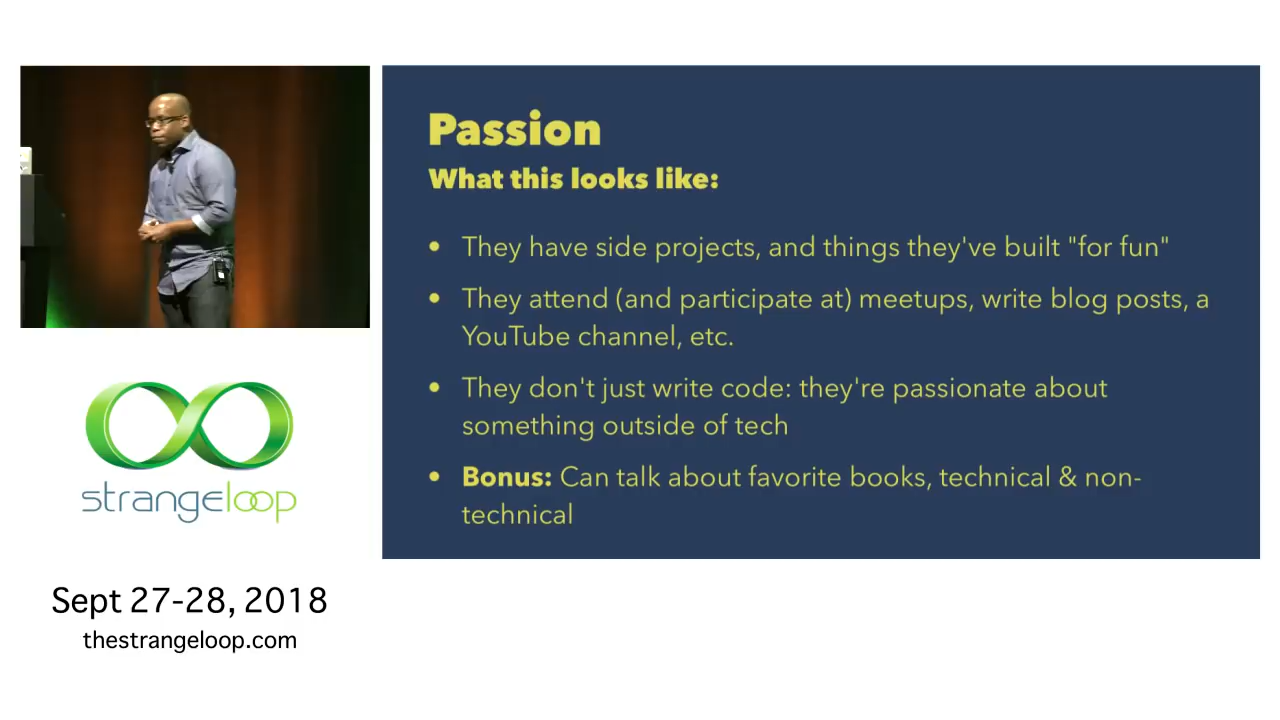 Passion
What this looks like:
• They have side projects, and things they've built "for fun"
• They attend (and participate at) meetups, write blog posts, a
YouTube channel, etc.
• They don't just write code: they're passionate about
something outside of tech
• Bonus: Can talk about favorite books, technical & non-
technical
strangeloop
Sept 27-28, 2018
thestrangeloop.com